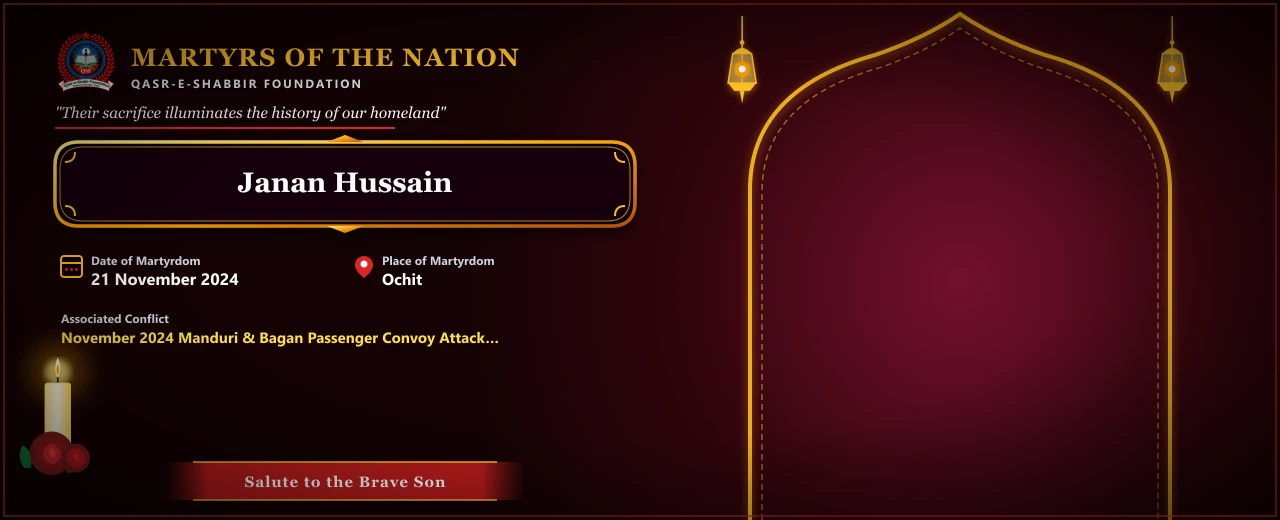 MARTYRS OF THE NATION
QASR-E-SHABBIR FOUNDATION
"Their sacrifice illuminates the history of our homeland"
Janan Hussain
Date of Martyrdom
21 November 2024
Place of Martyrdom
Ochit
Associated Conflict
November 2024 Manduri & Bagan Passenger Convoy Attack...
Salute to the Brave Son